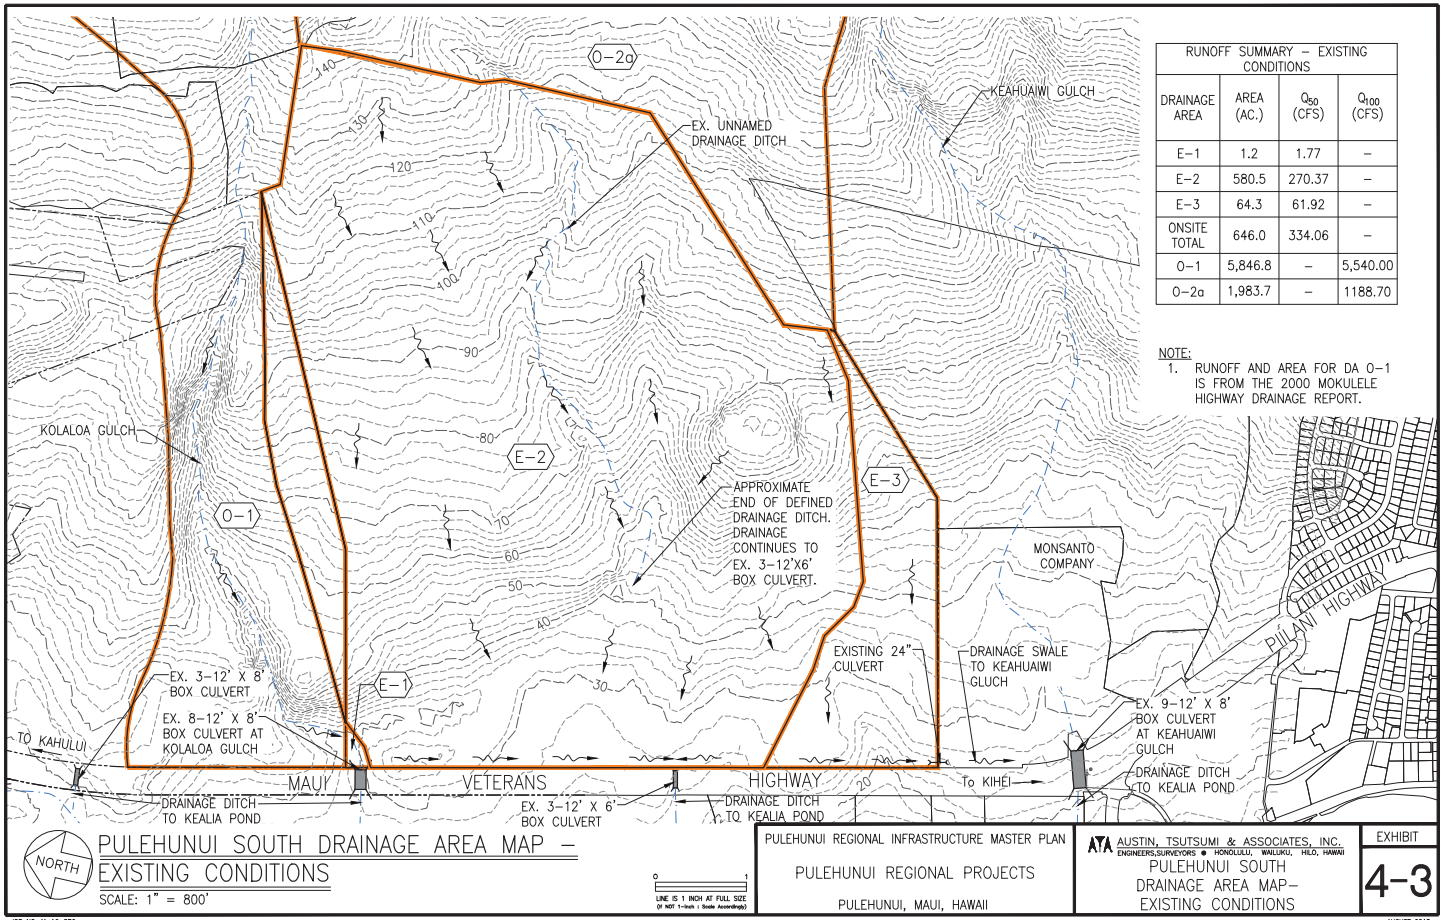 O-2a
140
130
120
110
100
90
80
70
60
50
40
30
20
EX. UNNAMED
DRAINAGE DITCH
KEAHUAIWI GULCH
RUNOFF SUMMARY – EXISTING
CONDITIONS
DRAINAGE AREA | AREA (AC.) | Q50 (CFS) | Q100 (CFS)
E-1 | 1.2 | 1.77 | –
E-2 | 580.5 | 270.37 | –
E-3 | 64.3 | 61.92 | –
ONSITE TOTAL | 646.0 | 334.06 | –
O-1 | 5,846.8 | – | 5,540.00
O-2a | 1,983.7 | – | 1188.70
NOTE:
1. RUNOFF AND AREA FOR DA O-1
IS FROM THE 2000 MOKULELE
HIGHWAY DRAINAGE REPORT.
KOLALOA GULCH
E-2
E-3
O-1
APPROXIMATE
END OF DEFINED
DRAINAGE DITCH.
DRAINAGE
CONTINUES TO
EX. 3-12'X6'
BOX CULVERT.
MONSANTO
COMPANY
PIILANI HIGHWAY
EXISTING 24"
CULVERT
DRAINAGE SWALE
TO KEAHUAIWI
GLUCH
EX. 3-12' X 8'
BOX CULVERT
E-1
EX. 8-12' X 8'
BOX CULVERT AT
KOLALOA GULCH
EX. 9-12' X 8'
BOX CULVERT
AT KEAHUAIWI
GULCH
TO KAHULUI
MAUI VETERANS HIGHWAY
To KIHEI
DRAINAGE DITCH
TO KEALIA POND
EX. 3-12' X 6'
BOX CULVERT
DRAINAGE DITCH
TO KEALIA POND
DRAINAGE DITCH
TO KEALIA POND
NORTH
PULEHUNUI SOUTH DRAINAGE AREA MAP –
EXISTING CONDITIONS
SCALE: 1" = 800'
0 1
LINE IS 1 INCH AT FULL SIZE
(If NOT 1-Inch : Scale Accordingly)
PULEHUNUI REGIONAL INFRASTRUCTURE MASTER PLAN
PULEHUNUI REGIONAL PROJECTS
PULEHUNUI, MAUI, HAWAII
ATA AUSTIN, TSUTSUMI & ASSOCIATES, INC.
ENGINEERS,SURVEYORS ● HONOLULU, WAILUKU, HILO, HAWAII
PULEHUNUI SOUTH
DRAINAGE AREA MAP–
EXISTING CONDITIONS
EXHIBIT
4-3